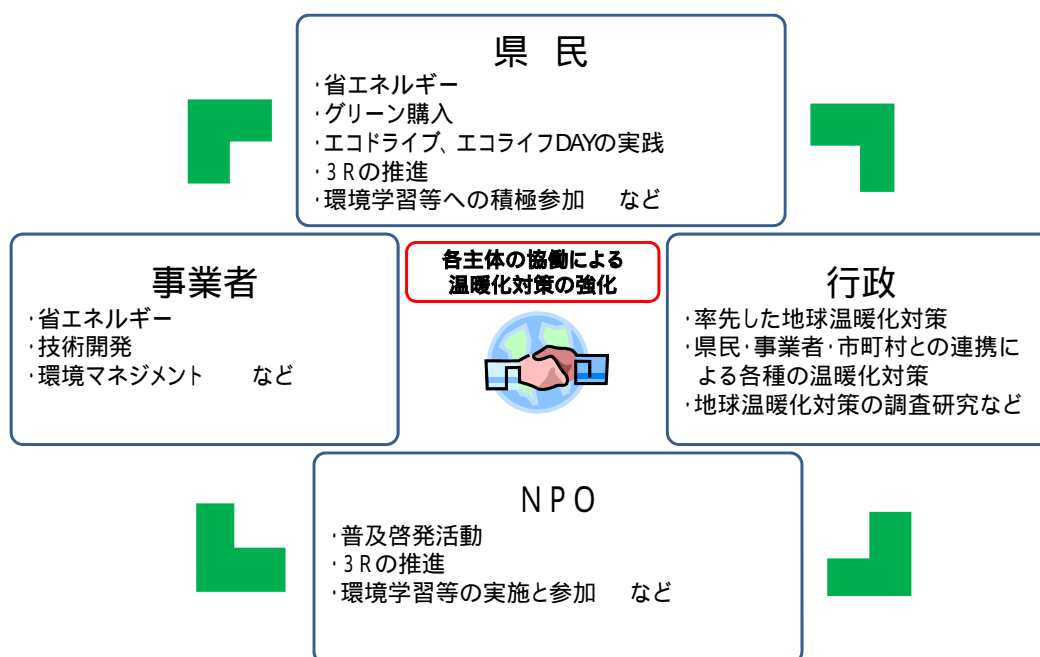 県 民
・省エネルギー
・グリーン購入
・エコドライブ、エコライフDAYの実践
・3Rの推進
・環境学習等への積極参加　など
各主体の協働による
温暖化対策の強化
事業者
・省エネルギー
・技術開発
・環境マネジメント　など
行政
・率先した地球温暖化対策
・県民・事業者・市町村との連携に
よる各種の温暖化対策
・地球温暖化対策の調査研究など
NPO
・普及啓発活動
・3Rの推進
・環境学習等の実施と参加　など